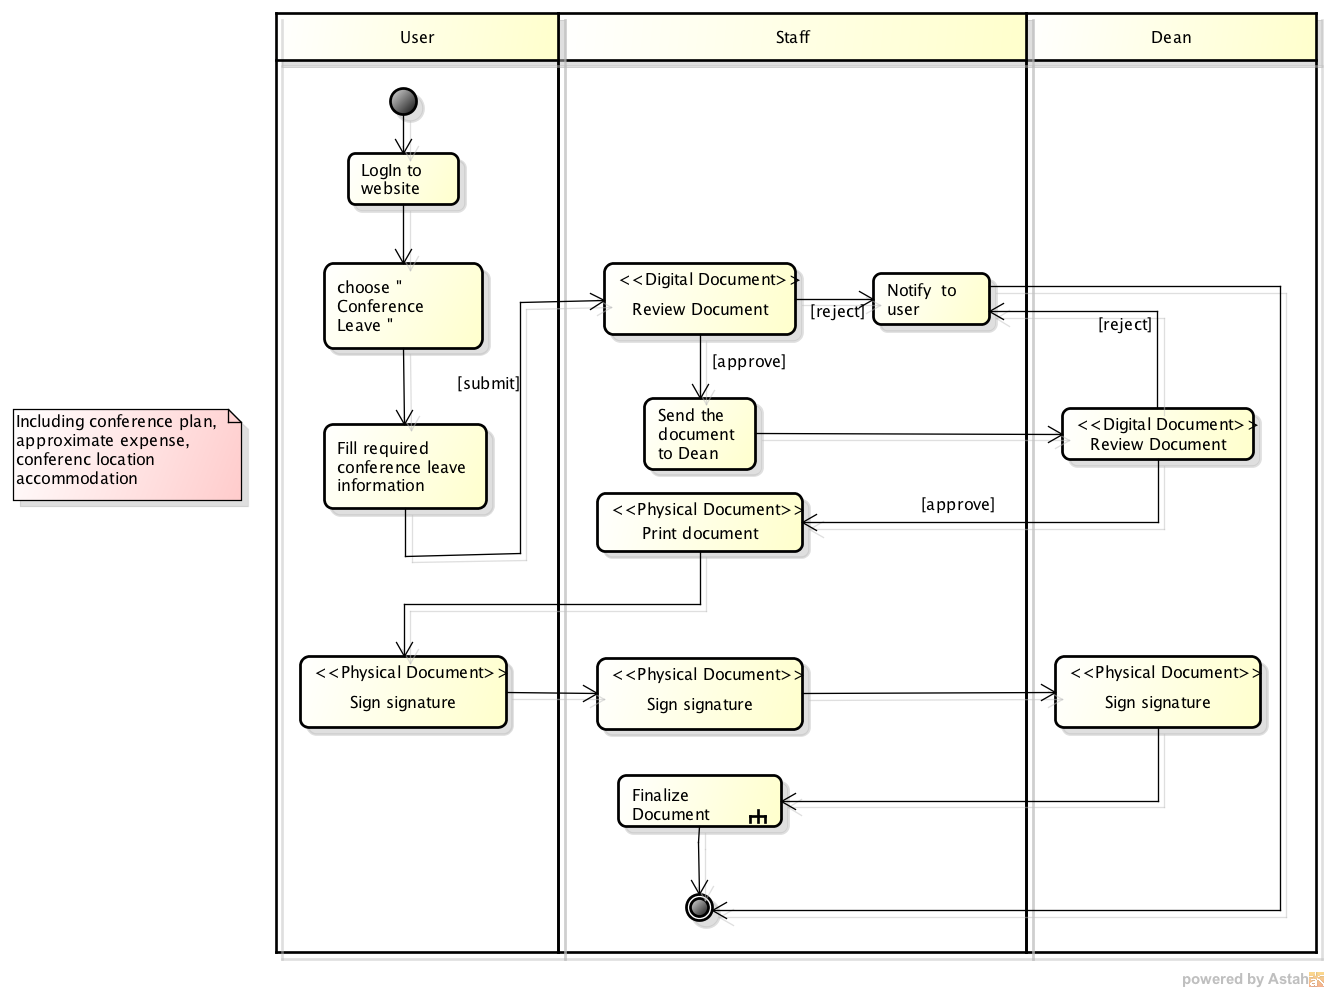 User
Staff
Dean
LogIn to
website
choose "
Conference
Leave "
[submit]
Fill required
conference leave
information
Including conference plan,
approximate expense,
conferenc location
accommodation
<<Digital Document>>
Review Document
[reject]
Notify  to
user
[reject]
[approve]
Send the
document
to Dean
<<Digital Document>>
Review Document
[approve]
<<Physical Document>>
Print document
<<Physical Document>>
Sign signature
<<Physical Document>>
Sign signature
<<Physical Document>>
Sign signature
Finalize
Document
powered by Astah